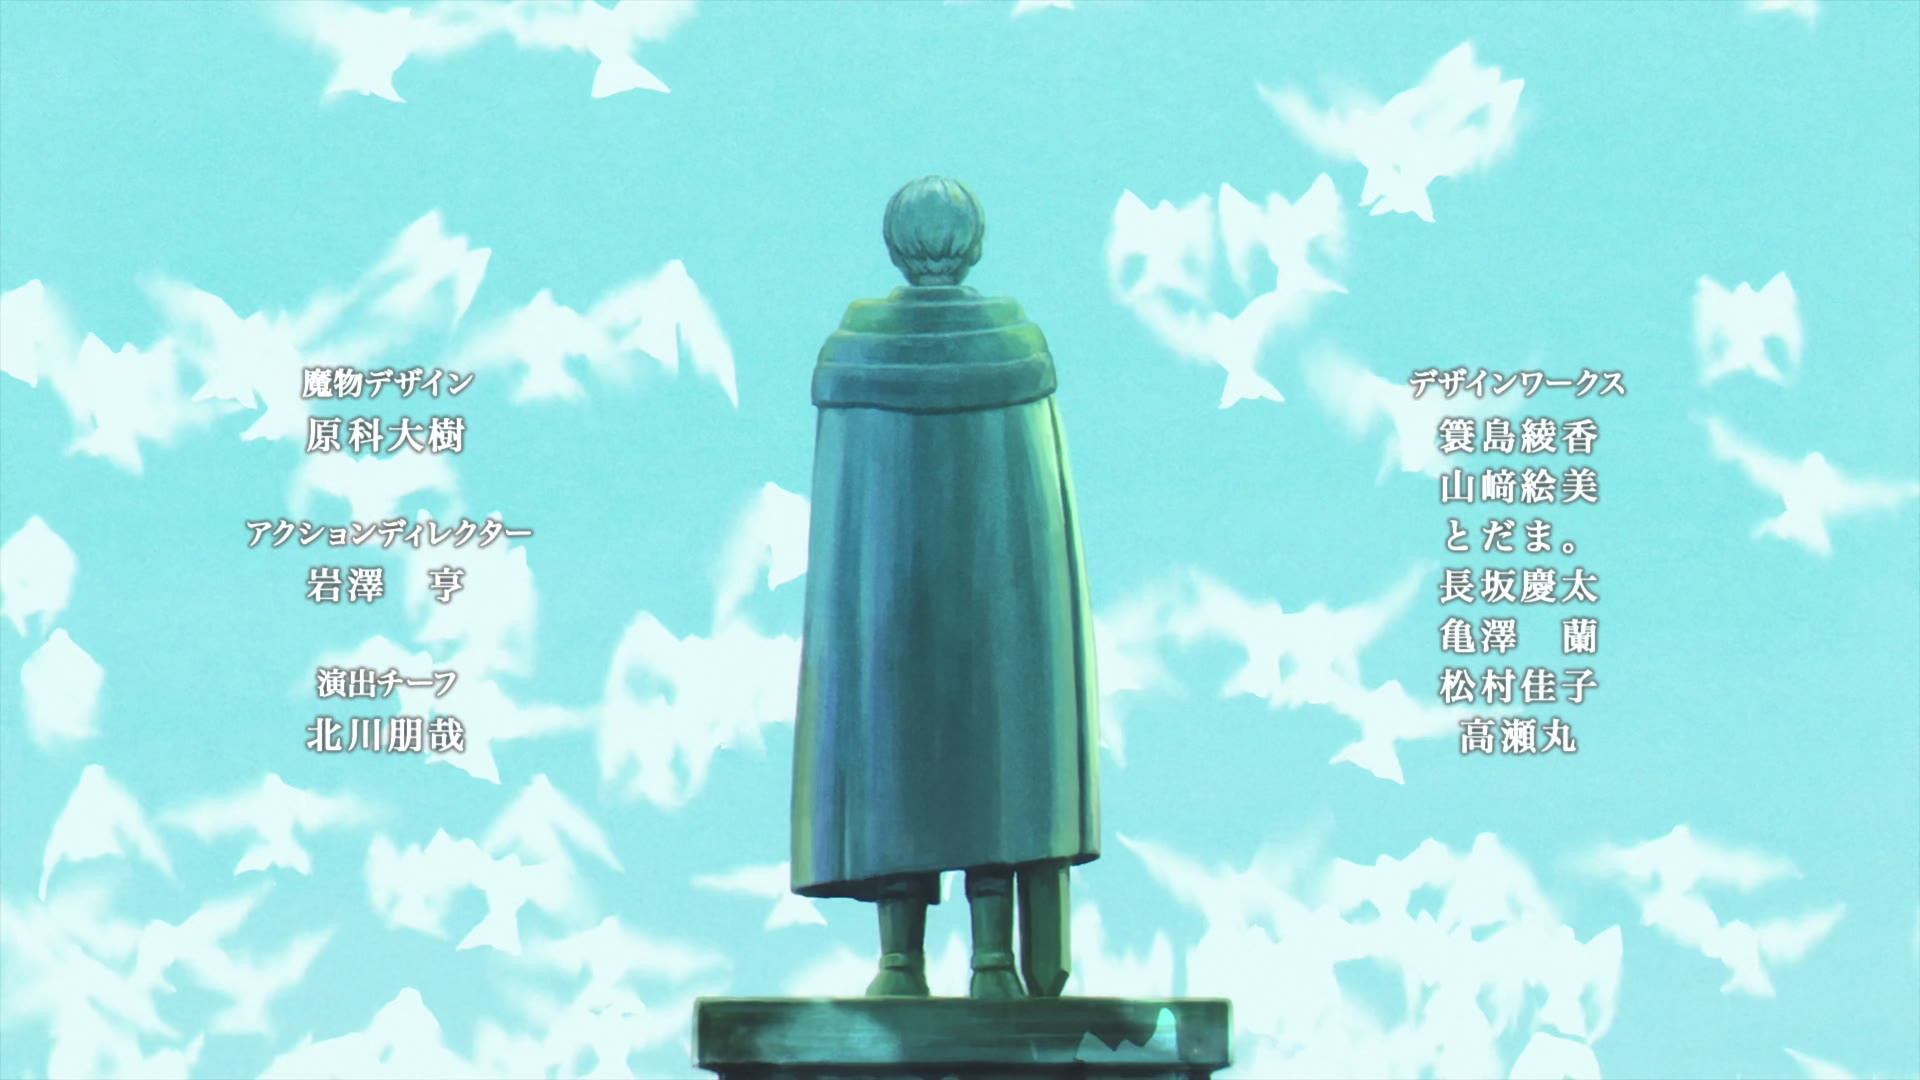 魔物デザイン
原科大樹
アクションディレクター
岩澤　亨
演出チーフ
北川朋哉
デザインワークス
簑島綾香
山﨑絵美
とだま。
長坂慶太
亀澤　蘭
松村佳子
高瀬丸